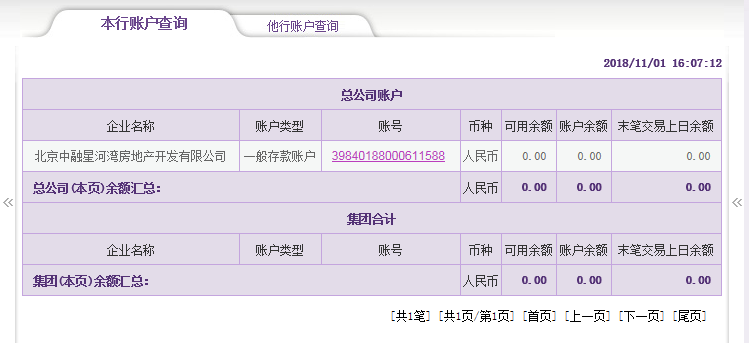 本行账户查询 他行账户查询
2018/11/01 16:07:12
总公司账户
企业名称 账户类型 账号 币种 可用余额 账户余额 末笔交易上日余额
北京中融星河湾房地产开发有限公司 一般存款账户 39840188000611588 人民币 0.00 0.00 0.00
总公司(本页)余额汇总: 人民币 0.00 0.00 0.00
集团合计
企业名称 账户类型 账号 币种 可用余额 账户余额 末笔交易上日余额
集团(本页)余额汇总: 人民币 0.00 0.00 0.00
[共1笔] [共1页/第1页] [首页] [上一页] [下一页] [尾页]